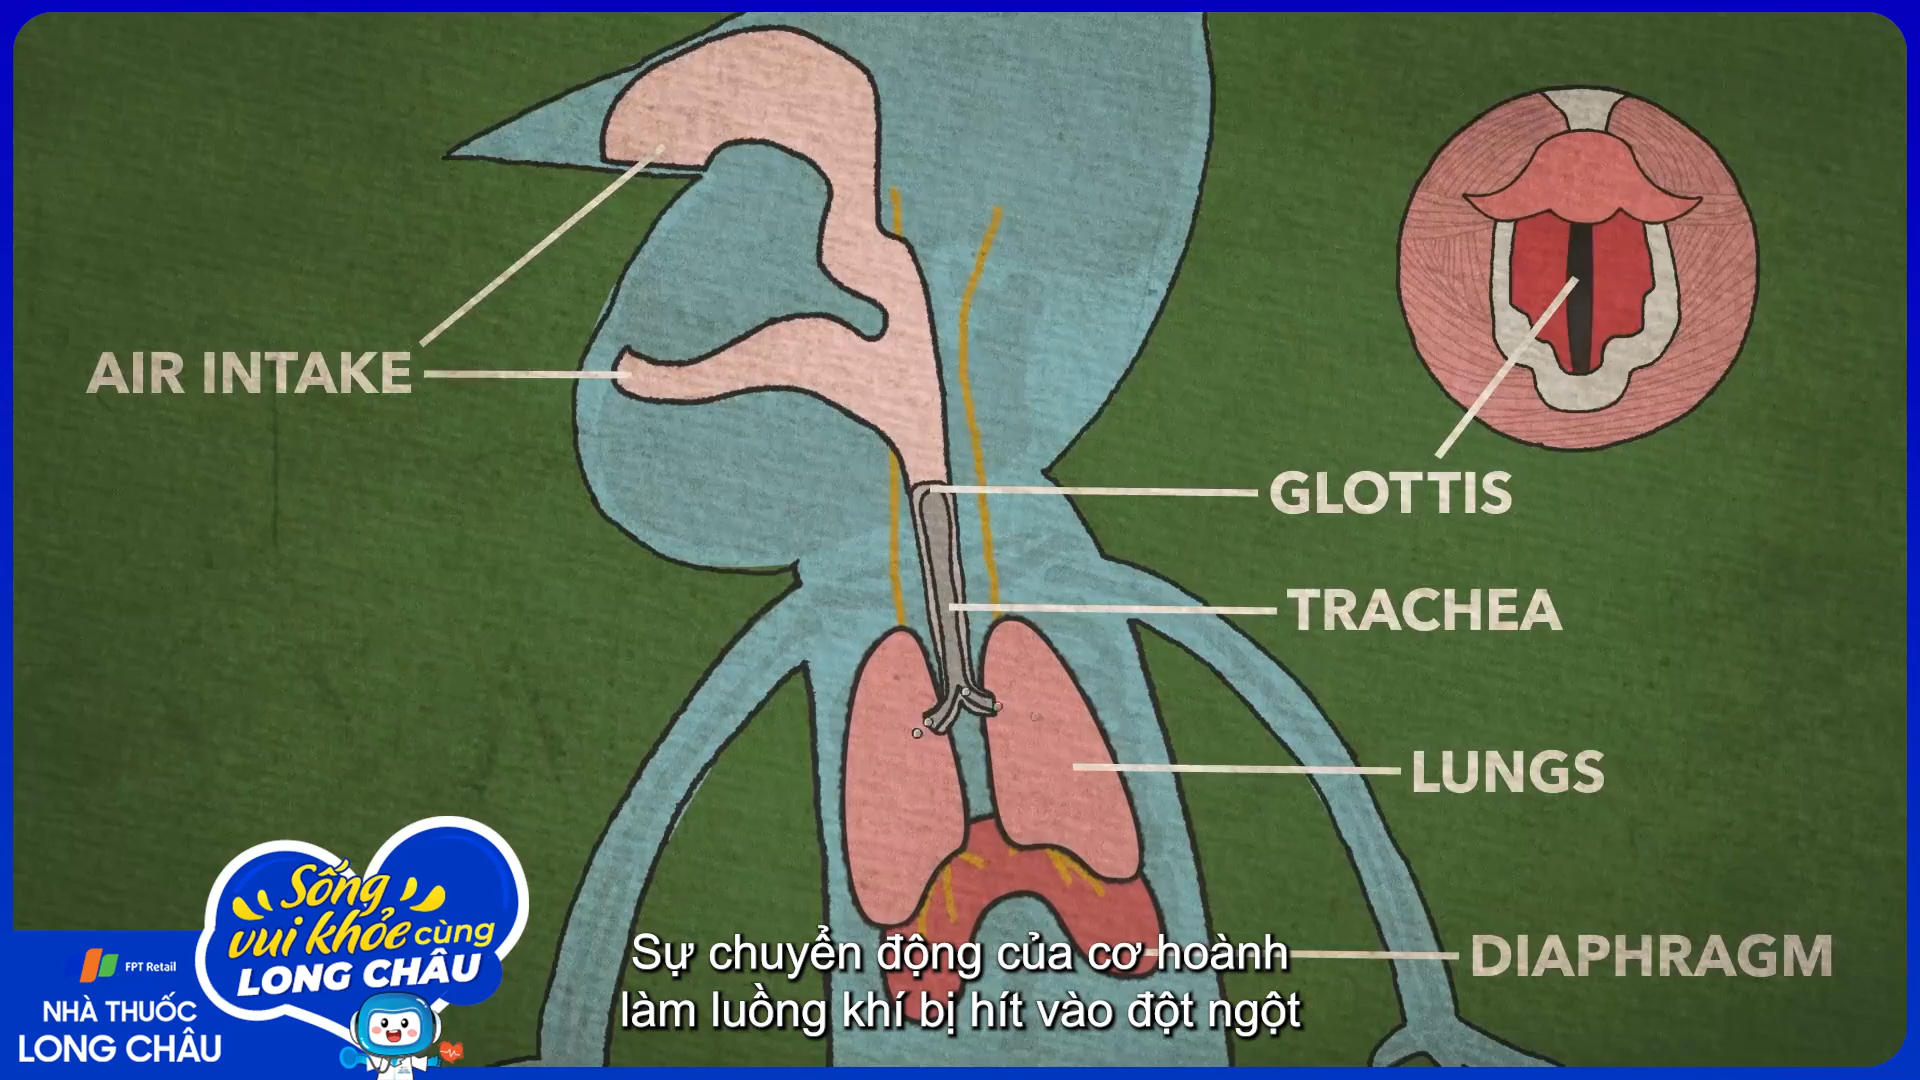 AIR INTAKE
GLOTTIS
TRACHEA
LUNGS
DIAPHRAGM
Sống
vui khỏe cùng
LONG CHÂU
FPT Retail
NHÀ THUỐC
LONG CHÂU
Sự chuyển động của cơ hoành
làm luồng khí bị hít vào đột ngột